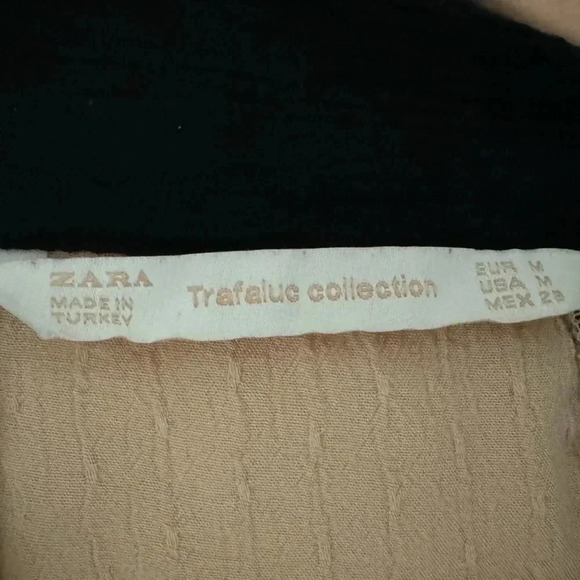 ZARA
MADE IN
TURKEY
Trafaluc collection
EUR M
USA M
MEX 28